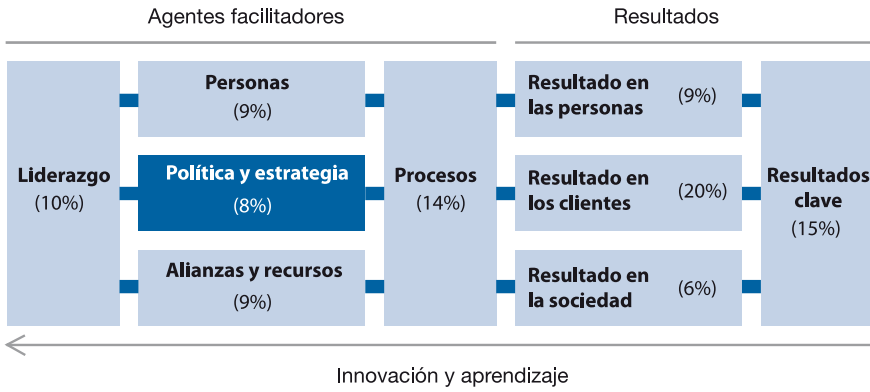 Agentes facilitadores
Resultados
Liderazgo
(10%)
Personas
(9%)
Política y estrategia
(8%)
Alianzas y recursos
(9%)
Procesos
(14%)
Resultado en
las personas
(9%)
Resultado en
los clientes
(20%)
Resultado en
la sociedad
(6%)
Resultados
clave
(15%)
Innovación y aprendizaje